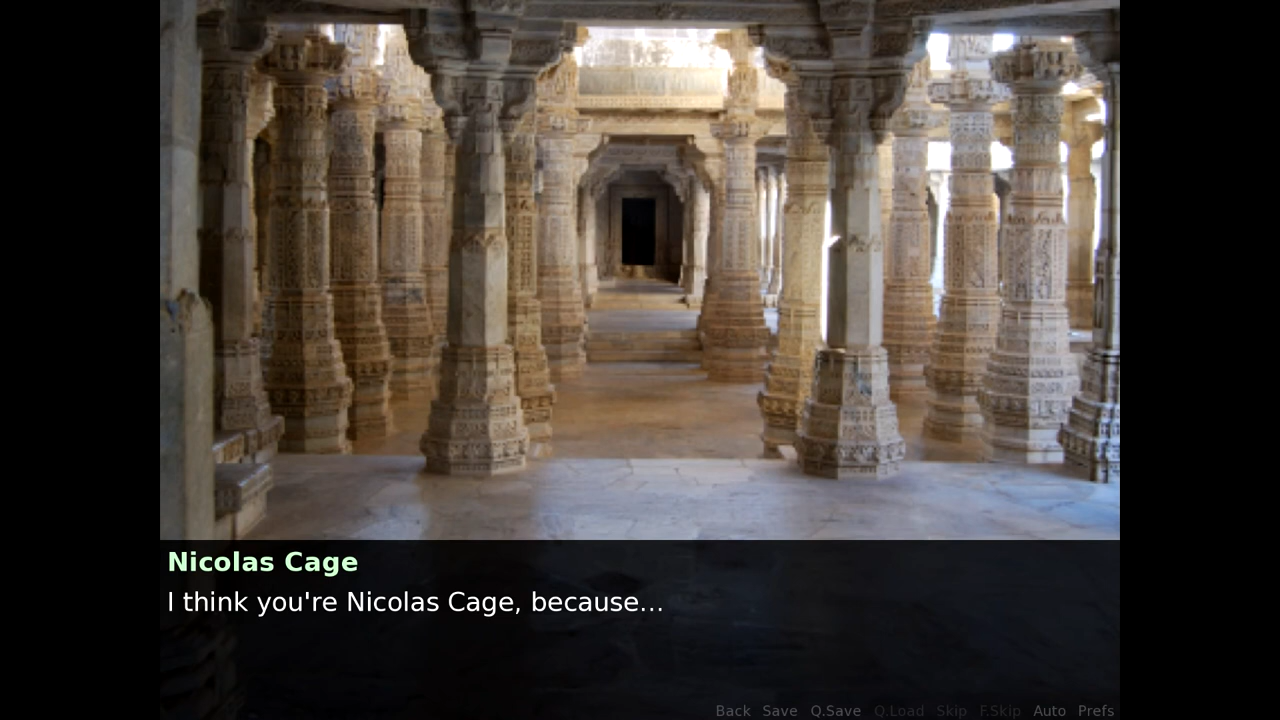 Nicolas Cage
I think you're Nicolas Cage, because...
Back Save Q.Save Q.Load Skip F.Skip Auto Prefs